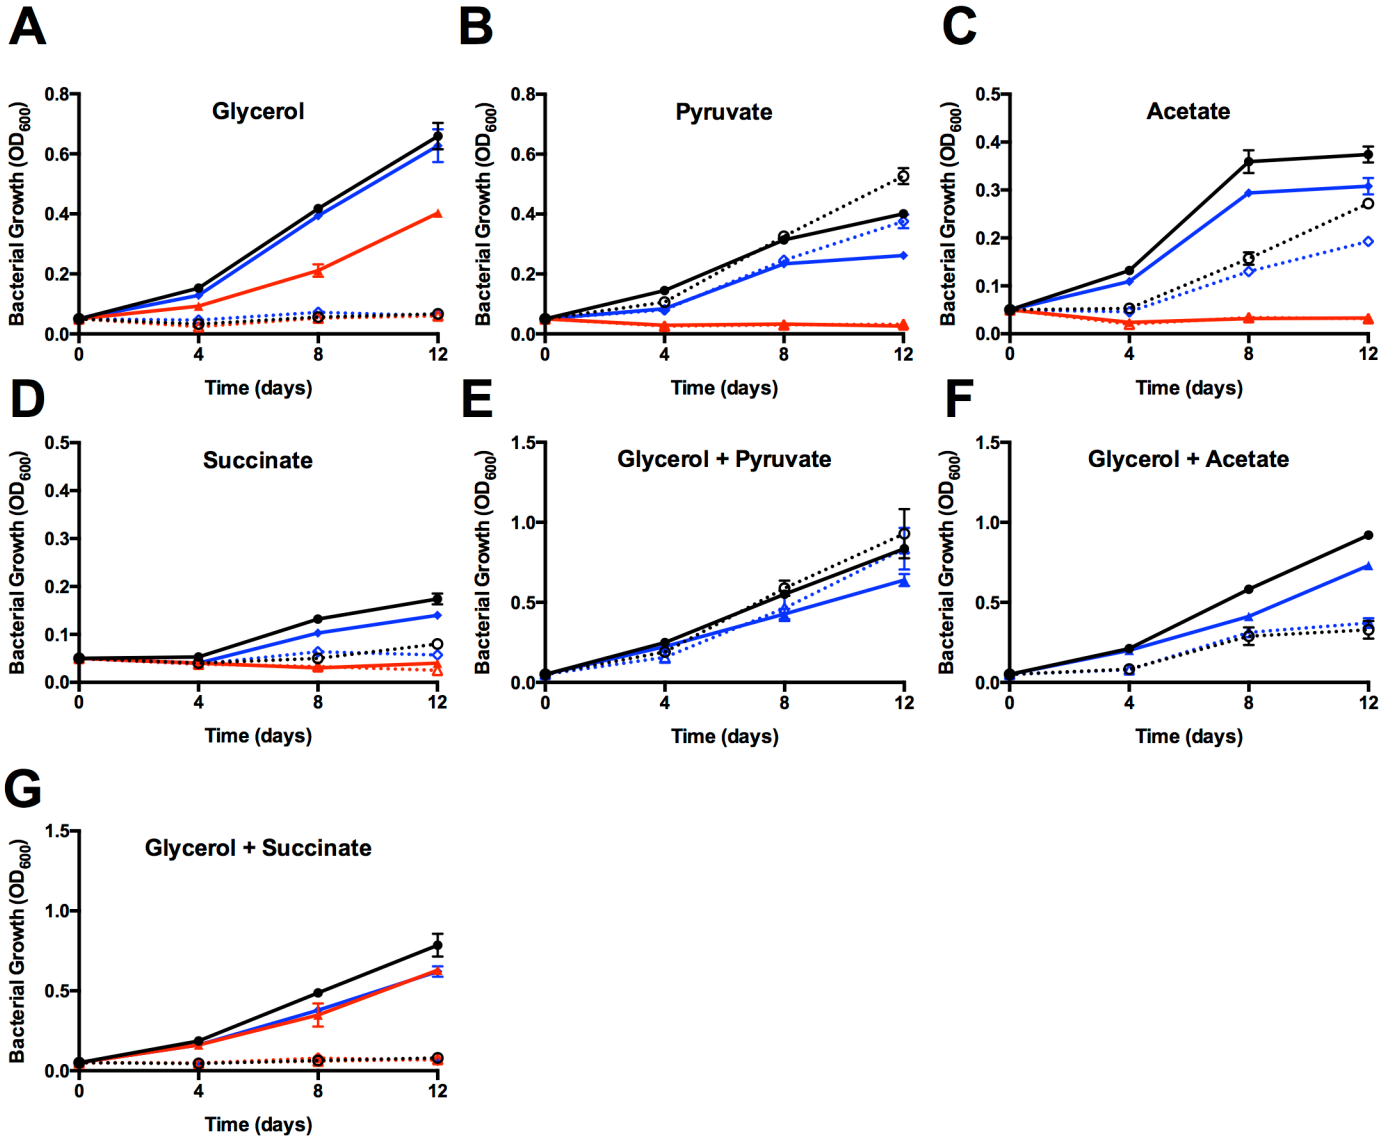 A
Glycerol
Bacterial Growth (OD600)
0.8
0.6
0.4
0.2
0.0
0 4 8 12
Time (days)
B
Pyruvate
Bacterial Growth (OD600)
0.8
0.6
0.4
0.2
0.0
0 4 8 12
Time (days)
C
Acetate
Bacterial Growth (OD600)
0.5
0.4
0.3
0.2
0.1
0.0
0 4 8 12
Time (days)
D
Succinate
Bacterial Growth (OD600)
0.5
0.4
0.3
0.2
0.1
0.0
0 4 8 12
Time (days)
E
Glycerol + Pyruvate
Bacterial Growth (OD600)
1.5
1.0
0.5
0.0
0 4 8 12
Time (days)
F
Glycerol + Acetate
Bacterial Growth (OD600)
1.5
1.0
0.5
0.0
0 4 8 12
Time (days)
G
Glycerol + Succinate
Bacterial Growth (OD600)
1.5
1.0
0.5
0.0
0 4 8 12
Time (days)